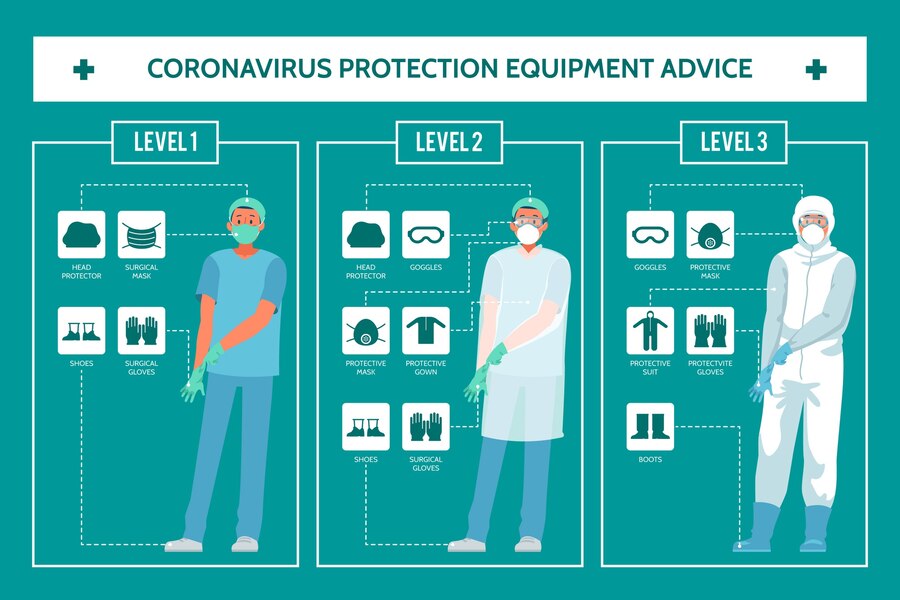 CORONAVIRUS PROTECTION EQUIPMENT ADVICE
LEVEL 1
HEAD
PROTECTOR
SURGICAL
MASK
SHOES
SURGICAL
GLOVES
LEVEL 2
HEAD
PROTECTOR
GOGGLES
PROTECTIVE
MASK
PROTECTIVE
GOWN
SHOES
SURGICAL
GLOVES
LEVEL 3
GOGGLES
PROTECTIVE
MASK
PROTECTIVE
SUIT
PROTECTVITE
GLOVES
BOOTS